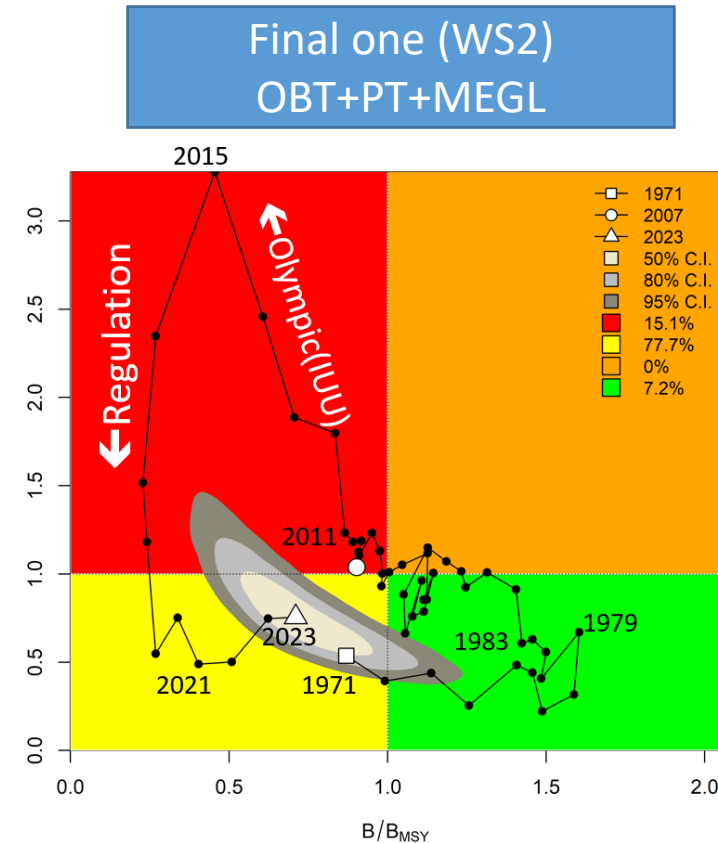 Final one (WS2)
OBT+PT+MEGL
2015
1971
2007
2023
50% C.I.
80% C.I.
95% C.I.
15.1%
77.7%
0%
7.2%
←Olympic(IUU)
←Regulation
2011
1983
1979
2023
2021
1971
3.0
2.5
2.0
1.5
1.0
0.5
0.0
0.0 0.5 1.0 1.5 2.0
B/BMSY